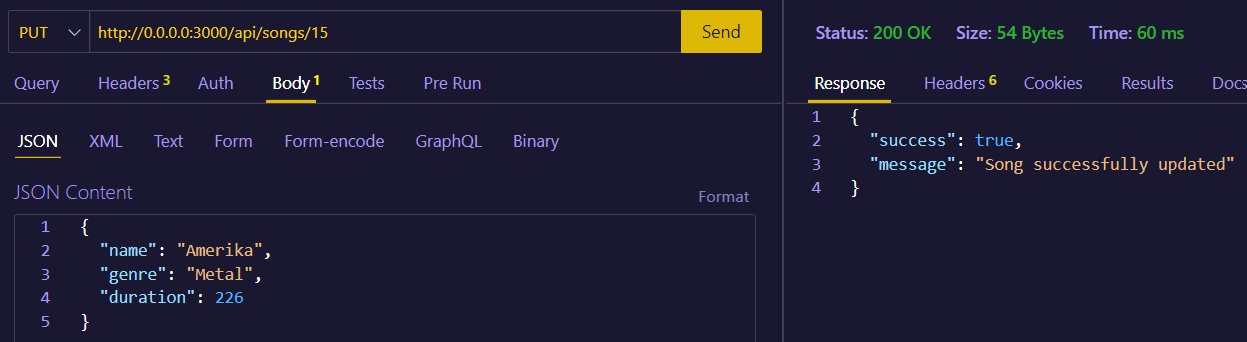 PUT http://0.0.0.0:3000/api/songs/15 Send
Query Headers 3 Auth Body 1 Tests Pre Run
JSON XML Text Form Form-encode GraphQL Binary
JSON Content Format
1 {
2 "name": "Amerika",
3 "genre": "Metal",
4 "duration": 226
5 }
Status: 200 OK Size: 54 Bytes Time: 60 ms
Response Headers 6 Cookies Results Docs
1 {
2 "success": true,
3 "message": "Song successfully updated"
4 }